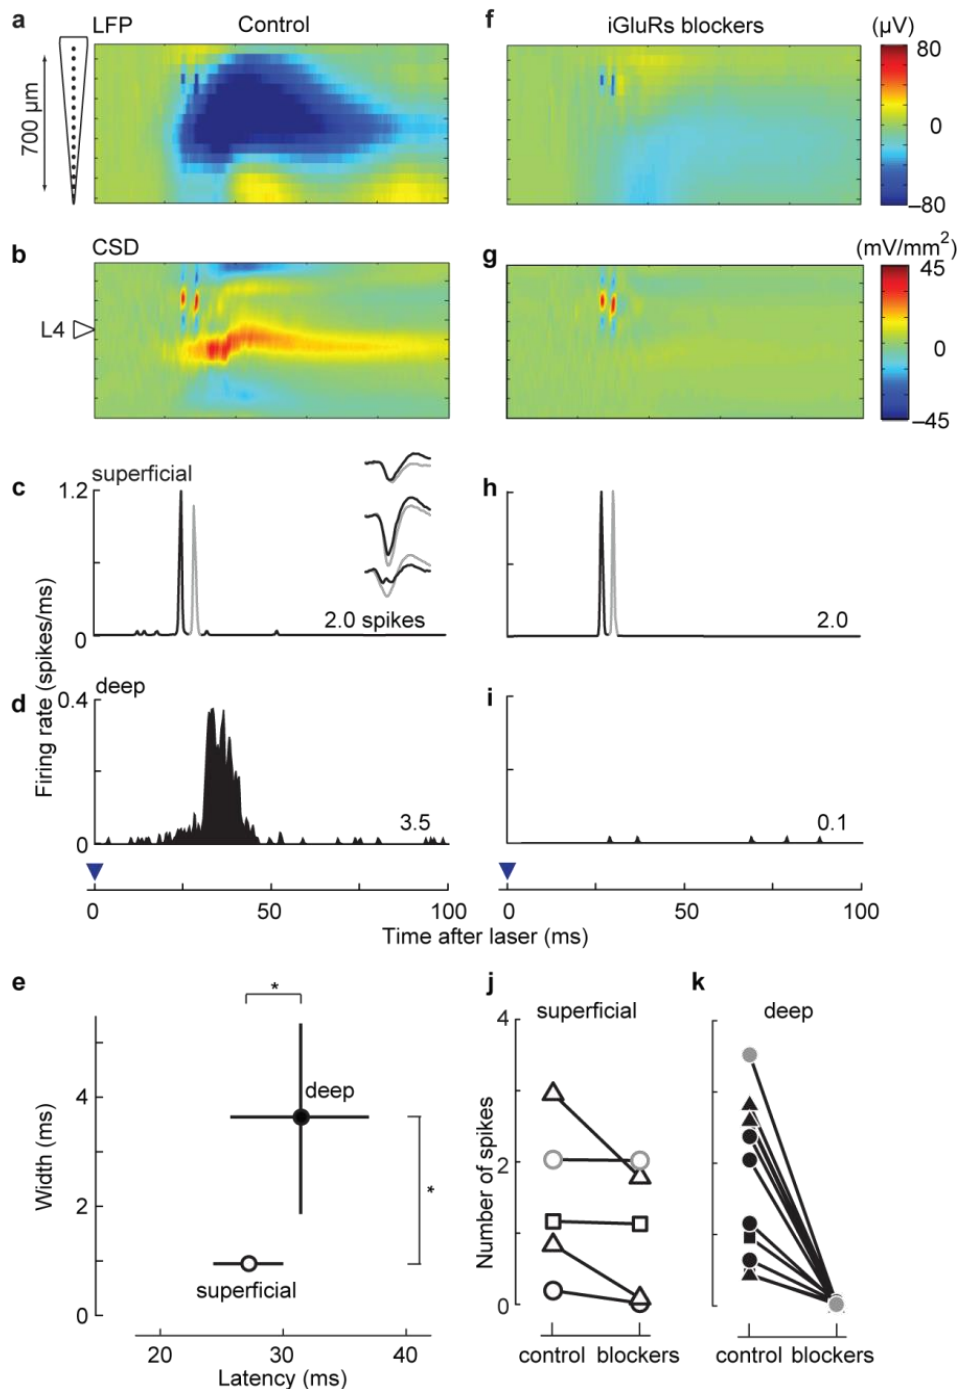 a LFP Control
700 µm
f iGluRs blockers (µV)
80
0
–80
b CSD
L4
g (mV/mm²)
45
0
–45
c superficial
1.2
0
2.0 spikes
h
2.0
Firing rate (spikes/ms)
d deep
0.4
0
3.5
i
0.1
0 50 100
0 50 100
Time after laser (ms)
e
*
deep
*
superficial
Width (ms)
4
2
0
20 30 40
Latency (ms)
j superficial
Number of spikes
4
2
0
control blockers
k deep
control blockers